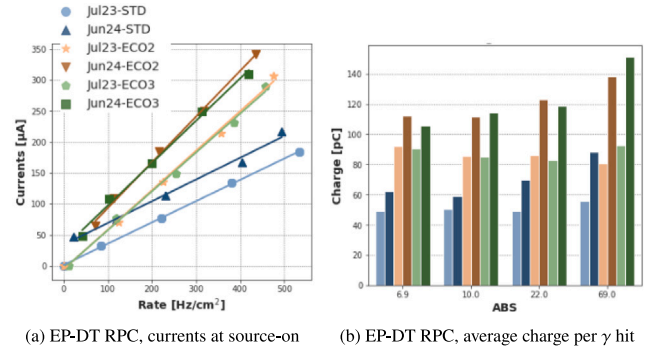 Jul23-STD
Jun24-STD
Jul23-ECO2
Jun24-ECO2
Jul23-ECO3
Jun24-ECO3
Currents [µA]
350
300
250
200
150
100
50
0
0 100 200 300 400 500
Rate [Hz/cm²]
Charge [pC]
140
120
100
80
60
40
20
0
6.9 10.0 22.0 69.0
ABS
(a) EP-DT RPC, currents at source-on
(b) EP-DT RPC, average charge per γ hit